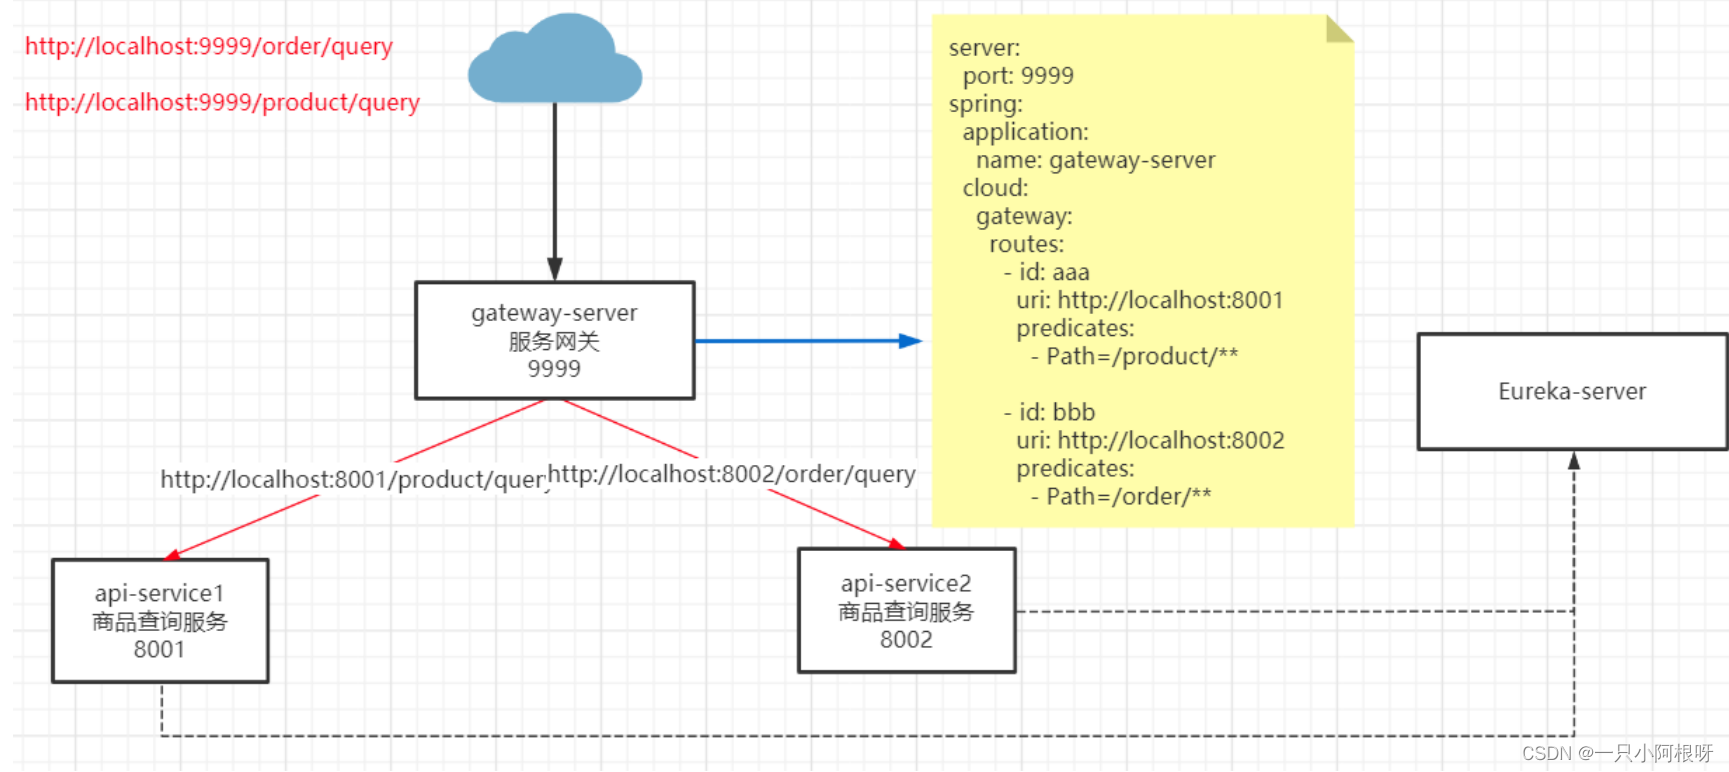 http://localhost:9999/order/query
http://localhost:9999/product/query
server:
port: 9999
spring:
application:
name: gateway-server
cloud:
gateway:
routes:
- id: aaa
uri: http://localhost:8001
predicates:
- Path=/product/**
- id: bbb
uri: http://localhost:8002
predicates:
- Path=/order/**
gateway-server
服务网关
9999
Eureka-server
http://localhost:8001/product/query
http://localhost:8002/order/query
api-service1
商品查询服务
8001
api-service2
商品查询服务
8002
CSDN @一只小阿根呀